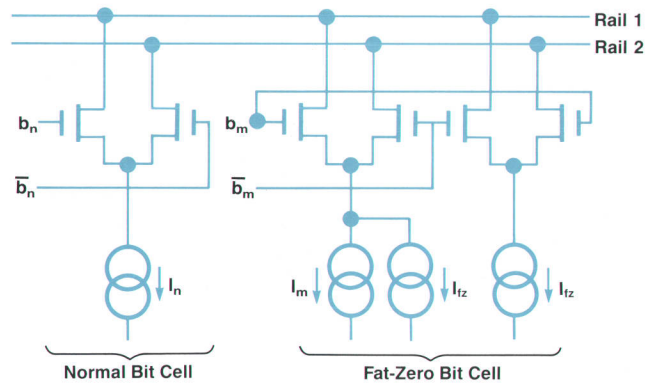 Rail 1
Rail 2
bn
bm
b̅n
b̅m
In
Im
Ifz
Ifz
Normal Bit Cell
Fat-Zero Bit Cell